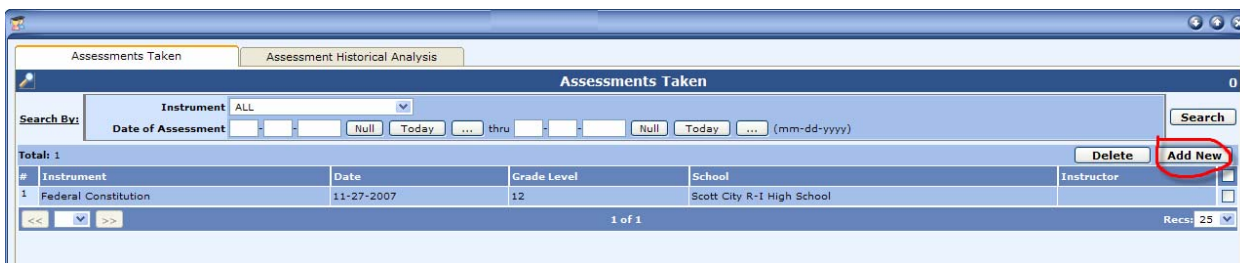 Assessments Taken Assessment Historical Analysis
Assessments Taken 0
Search By: Instrument ALL
Date of Assessment - - Null Today ... thru - - Null Today ... (mm-dd-yyyy) Search
Total: 1 Delete Add New
# Instrument Date Grade Level School Instructor
1 Federal Constitution 11-27-2007 12 Scott City R-I High School
<< >> 1 of 1 Recs: 25